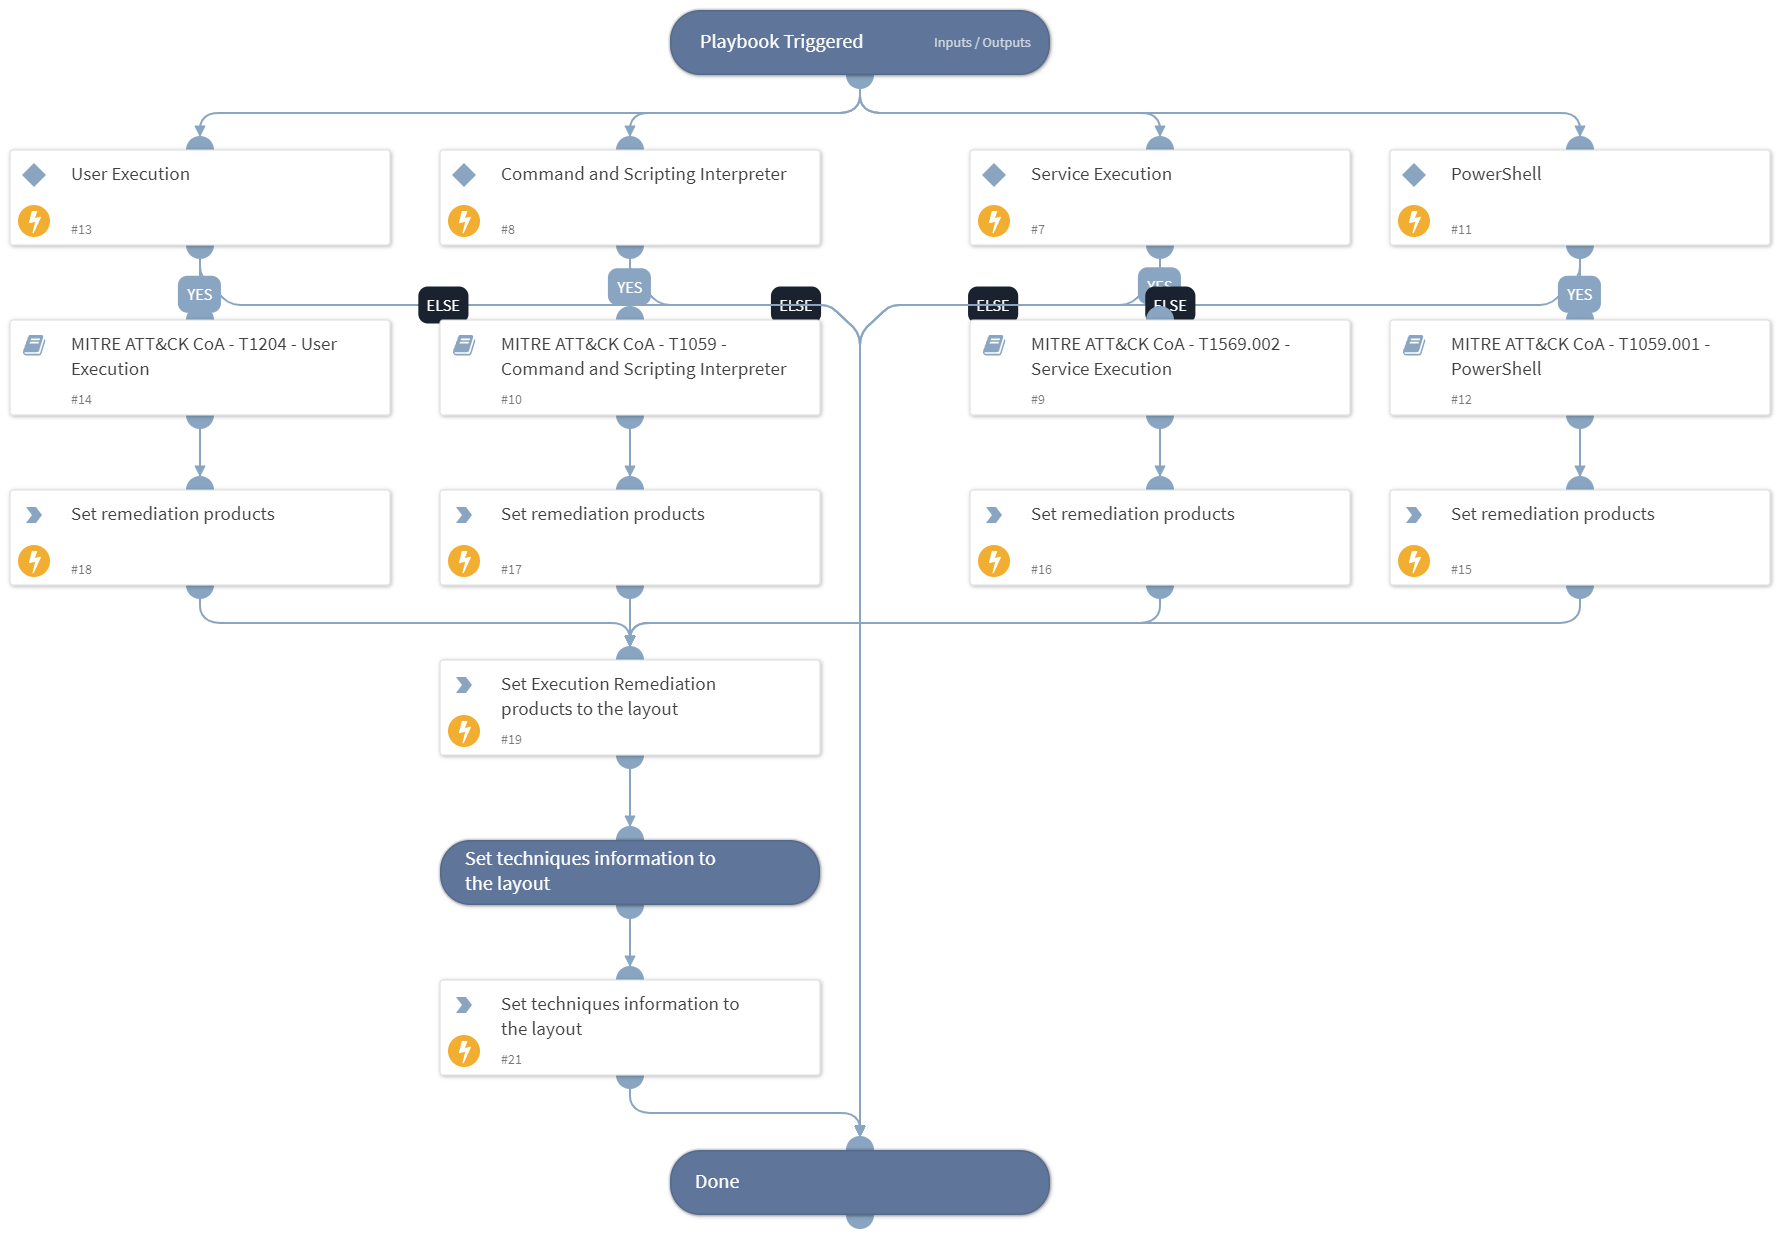 Playbook Triggered
Inputs / Outputs
User Execution
#13
Command and Scripting Interpreter
#8
Service Execution
#7
PowerShell
#11
YES
ELSE
YES
ELSE
ELSE
YES
ELSE
YES
MITRE ATT&CK CoA - T1204 - User
Execution
#14
MITRE ATT&CK CoA - T1059 -
Command and Scripting Interpreter
#10
MITRE ATT&CK CoA - T1569.002 -
Service Execution
#9
MITRE ATT&CK CoA - T1059.001 -
PowerShell
#12
Set remediation products
#18
Set remediation products
#17
Set remediation products
#16
Set remediation products
#15
Set Execution Remediation
products to the layout
#19
Set techniques information to
the layout
Set techniques information to
the layout
#21
Done